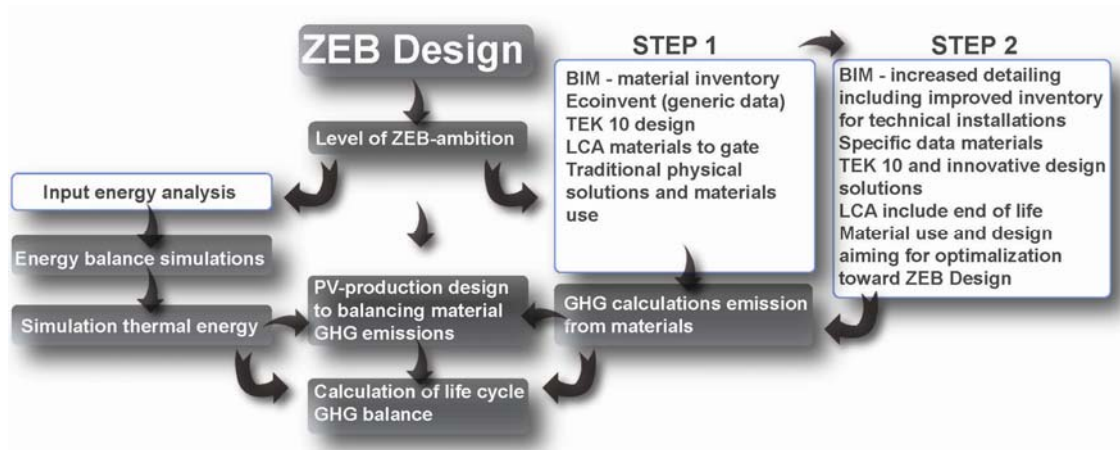 ZEB Design
Level of ZEB-ambition
Input energy analysis
Energy balance simulations
Simulation thermal energy
PV-production design
to balancing material
GHG emissions
Calculation of life cycle
GHG balance
STEP 1
BIM - material inventory
Ecoinvent (generic data)
TEK 10 design
LCA materials to gate
Traditional physical
solutions and materials
use
GHG calculations emission
from materials
STEP 2
BIM - increased detailing
including improved inventory
for technical installations
Specific data materials
TEK 10 and innovative design
solutions
LCA include end of life
Material use and design
aiming for optimalization
toward ZEB Design